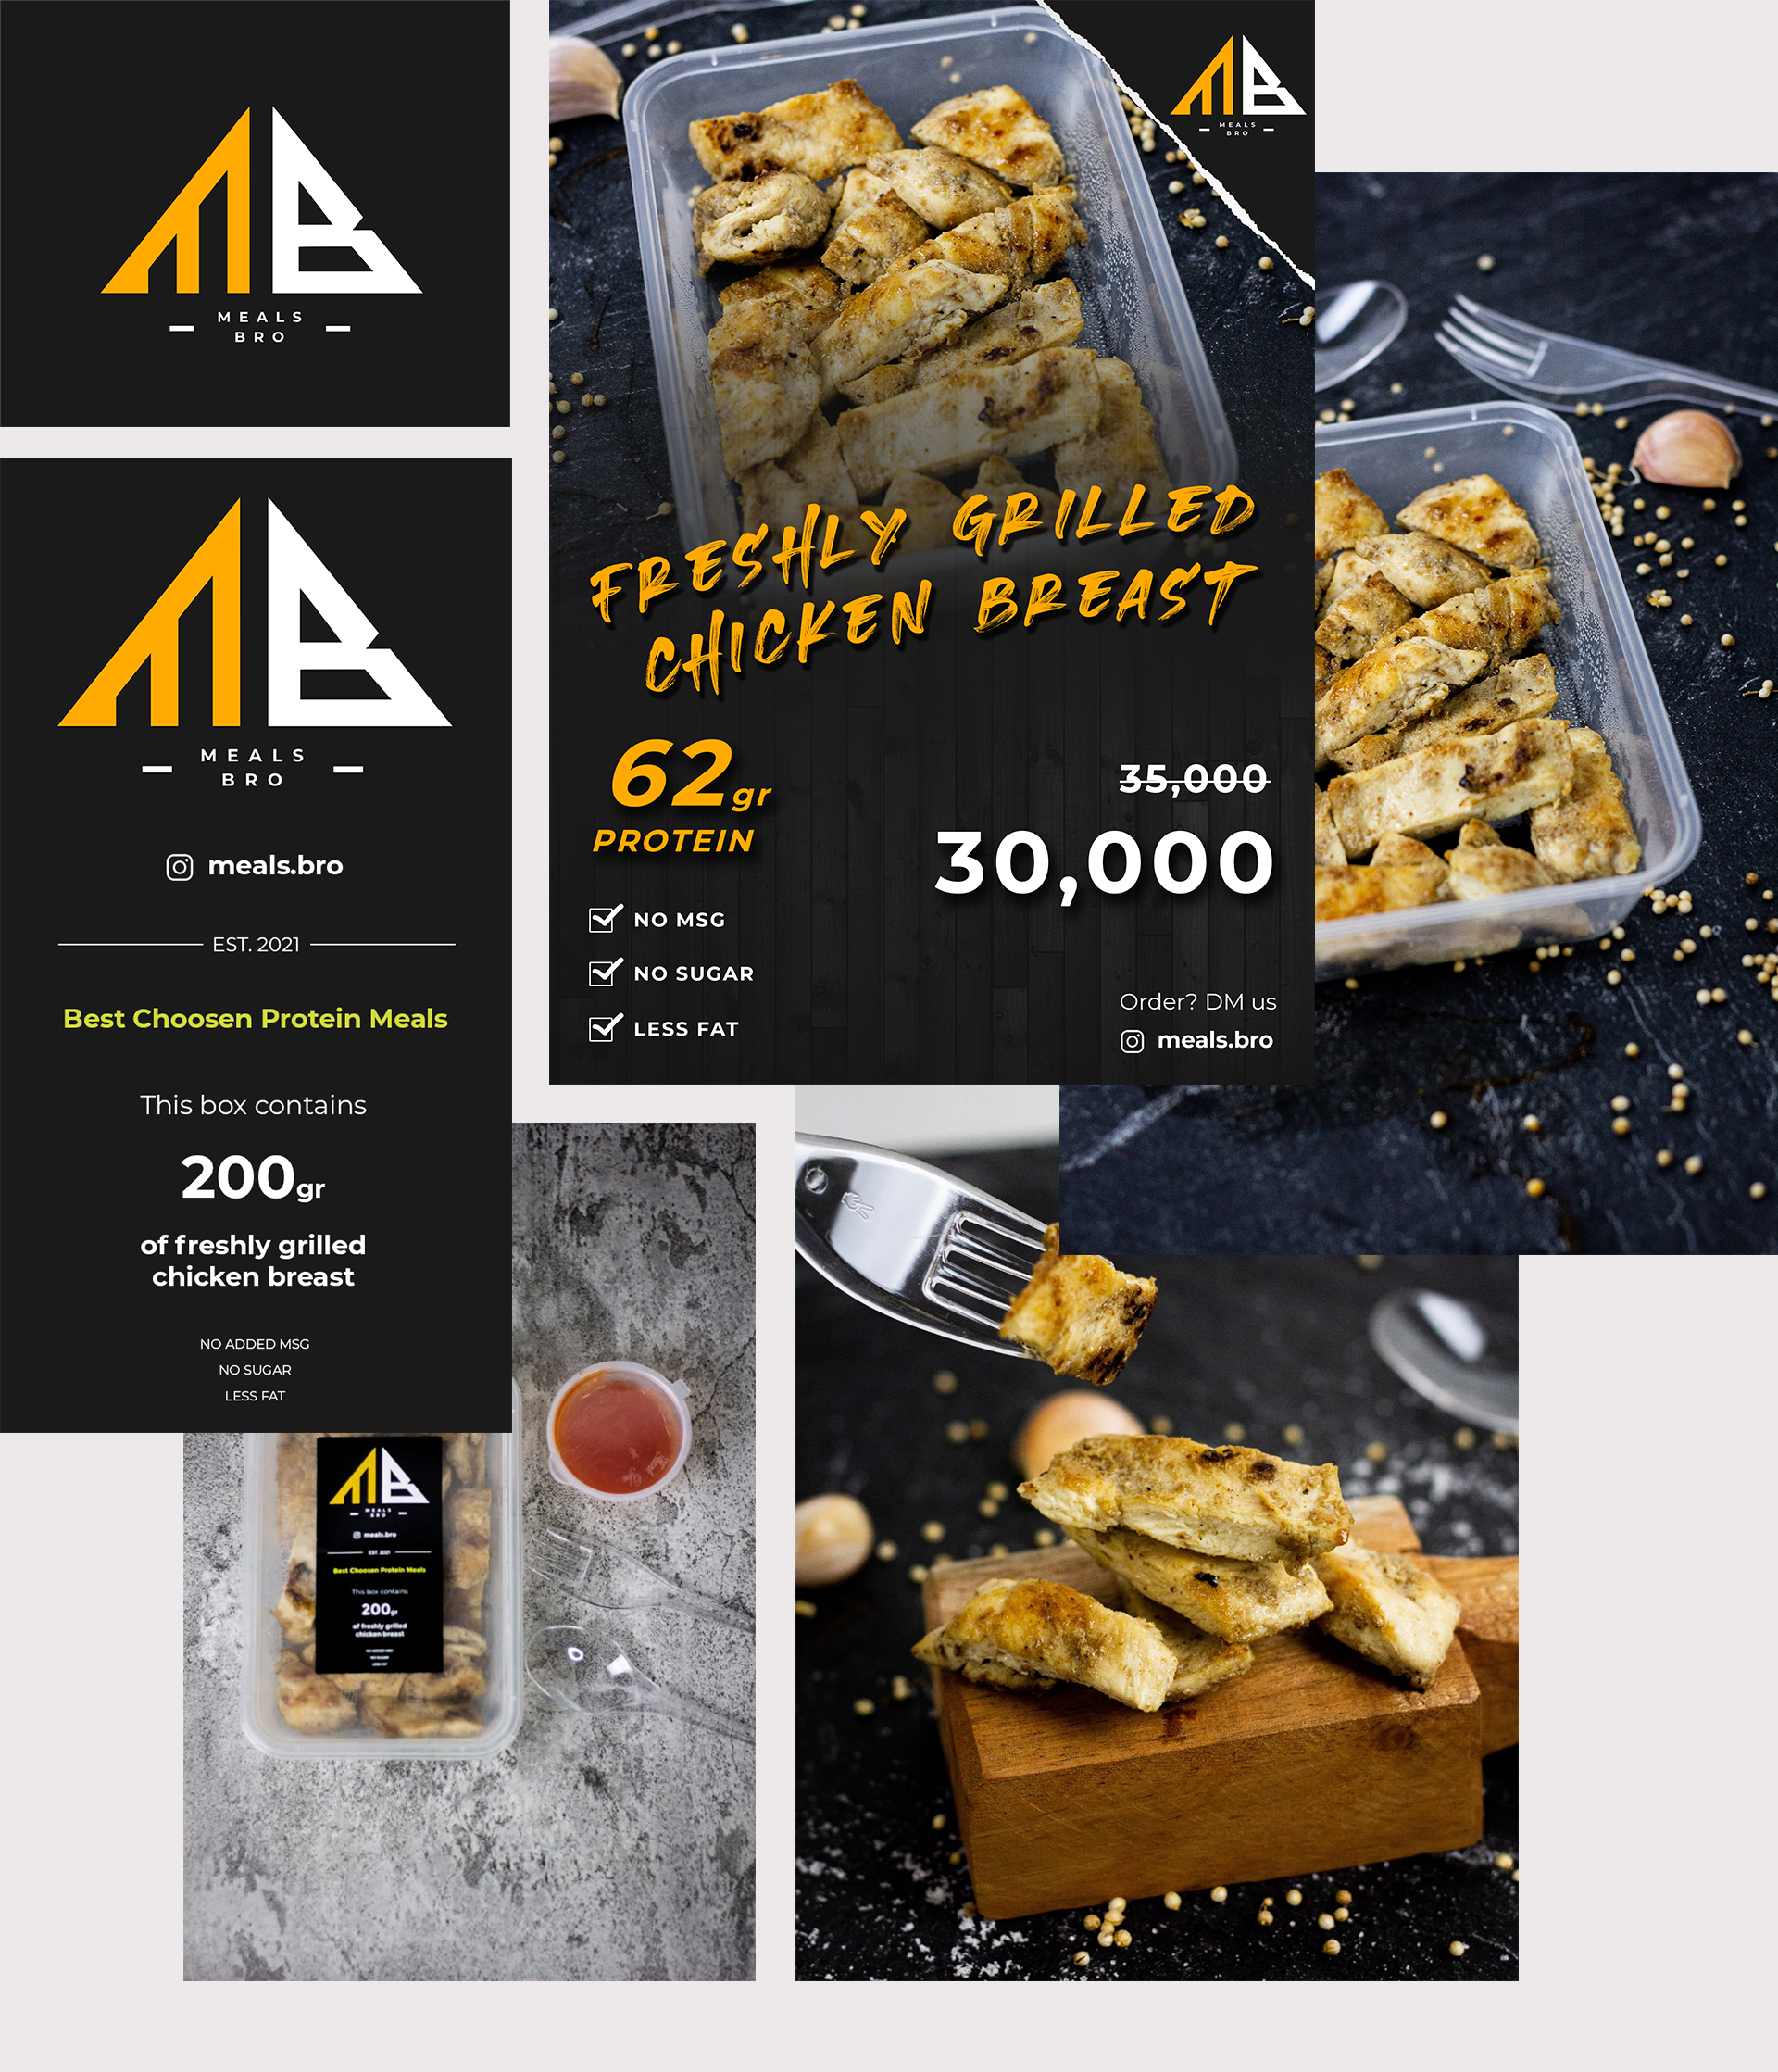 MB
MEALS
BRO
MB
MEALS
BRO
meals.bro
EST. 2021
Best Choosen Protein Meals
This box contains
200gr
of freshly grilled
chicken breast
NO ADDED MSG
NO SUGAR
LESS FAT
MB
MEALS
BRO
FRESHLY GRILLED
CHICKEN BREAST
62gr
PROTEIN
NO MSG
NO SUGAR
LESS FAT
35,000
30,000
Order? DM us
meals.bro
MB
MEALS
BRO
meals.bro
EST. 2021
Best Choosen Protein Meals
This box contains
200gr
of freshly grilled
chicken breast
NO ADDED MSG
NO SUGAR
LESS FAT